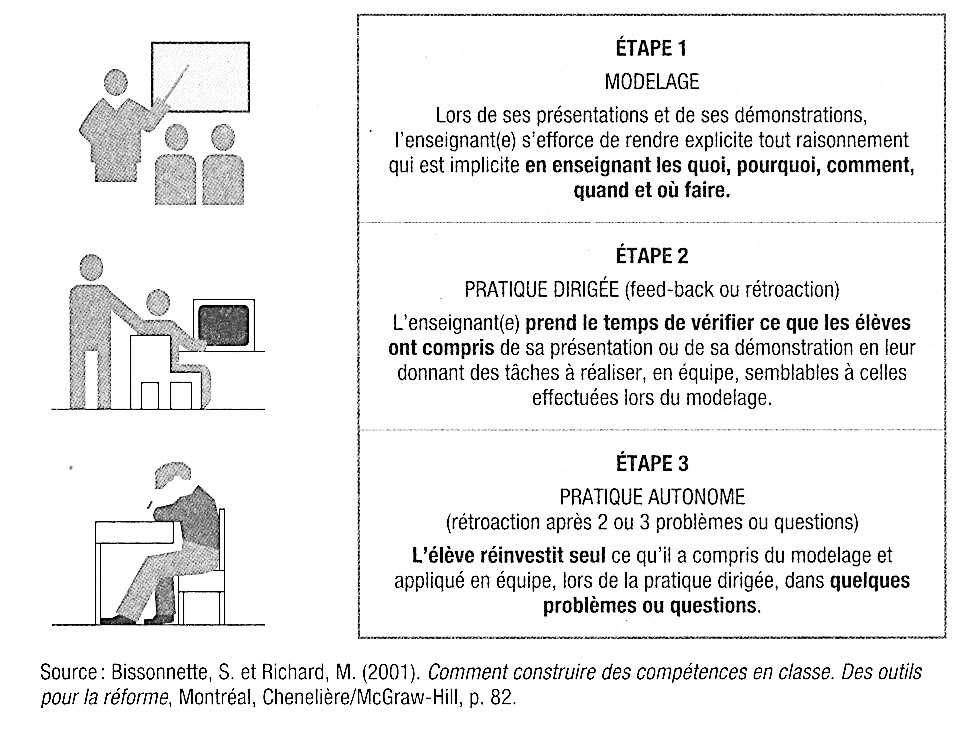 ÉTAPE 1
MODELAGE
Lors de ses présentations et de ses démonstrations,
l'enseignant(e) s'efforce de rendre explicite tout raisonnement
qui est implicite en enseignant les quoi, pourquoi, comment,
quand et où faire.
ÉTAPE 2
PRATIQUE DIRIGÉE (feed-back ou rétroaction)
L'enseignant(e) prend le temps de vérifier ce que les élèves
ont compris de sa présentation ou de sa démonstration en leur
donnant des tâches à réaliser, en équipe, semblables à celles
effectuées lors du modelage.
ÉTAPE 3
PRATIQUE AUTONOME
(rétroaction après 2 ou 3 problèmes ou questions)
L'élève réinvestit seul ce qu'il a compris du modelage et
appliqué en équipe, lors de la pratique dirigée, dans quelques
problèmes ou questions.
Source : Bissonnette, S. et Richard, M. (2001). Comment construire des compétences en classe. Des outils
pour la réforme, Montréal, Chenelière/McGraw-Hill, p. 82.